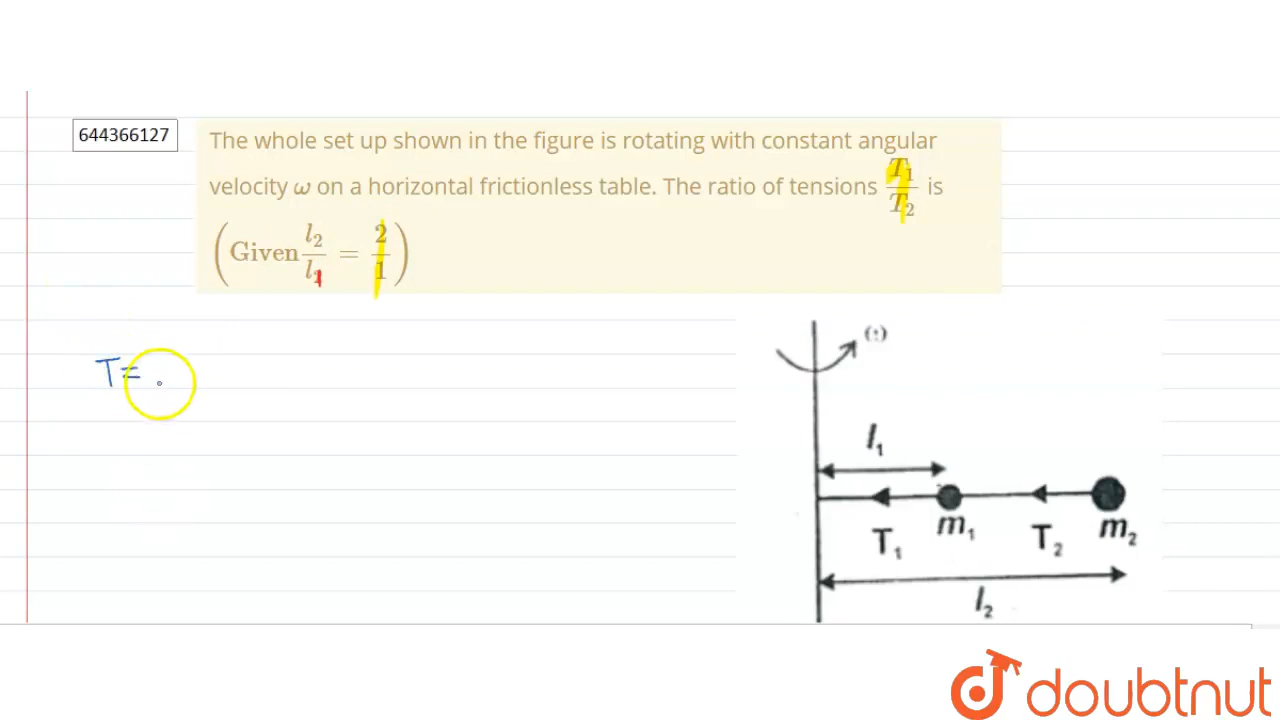 644366127
The whole set up shown in the figure is rotating with constant angular
velocity ω on a horizontal frictionless table. The ratio of tensions T₁/T₂ is
(Given l₂/l₁ = 2/1)
T=
ω
l₁
T₁ m₁ T₂ m₂
l₂
doubtnut